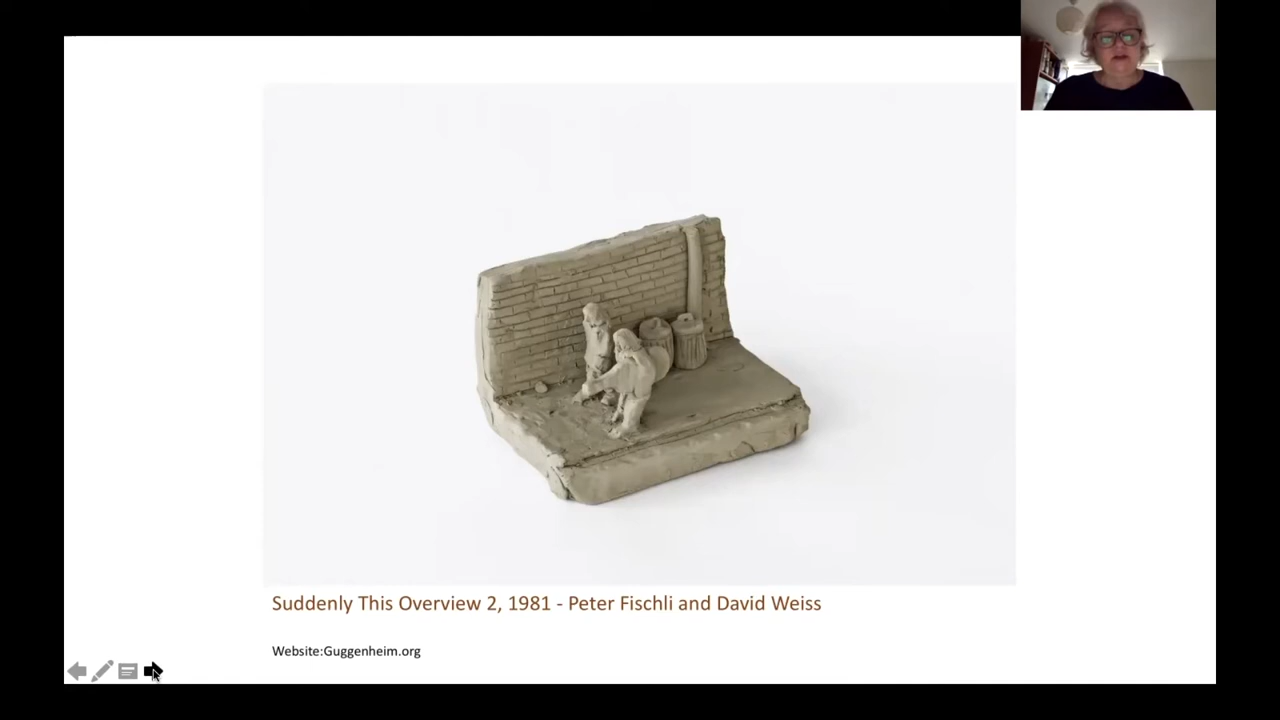 Suddenly This Overview 2, 1981 - Peter Fischli and David Weiss
Website:Guggenheim.org